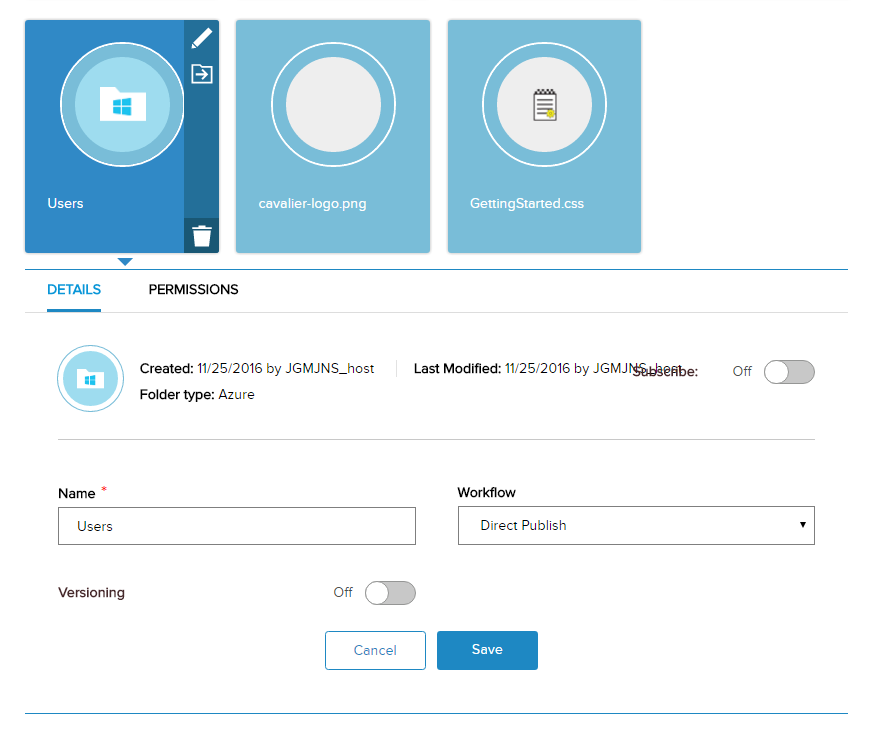 Users
cavalier-logo.png
GettingStarted.css
DETAILS
PERMISSIONS
Created: 11/25/2016 by JGMJNS_host
Last Modified: 11/25/2016 by JGMJNS_host
Subscribe:
Off
Folder type: Azure
Name *
Workflow
Users
Direct Publish
Versioning
Off
Cancel
Save